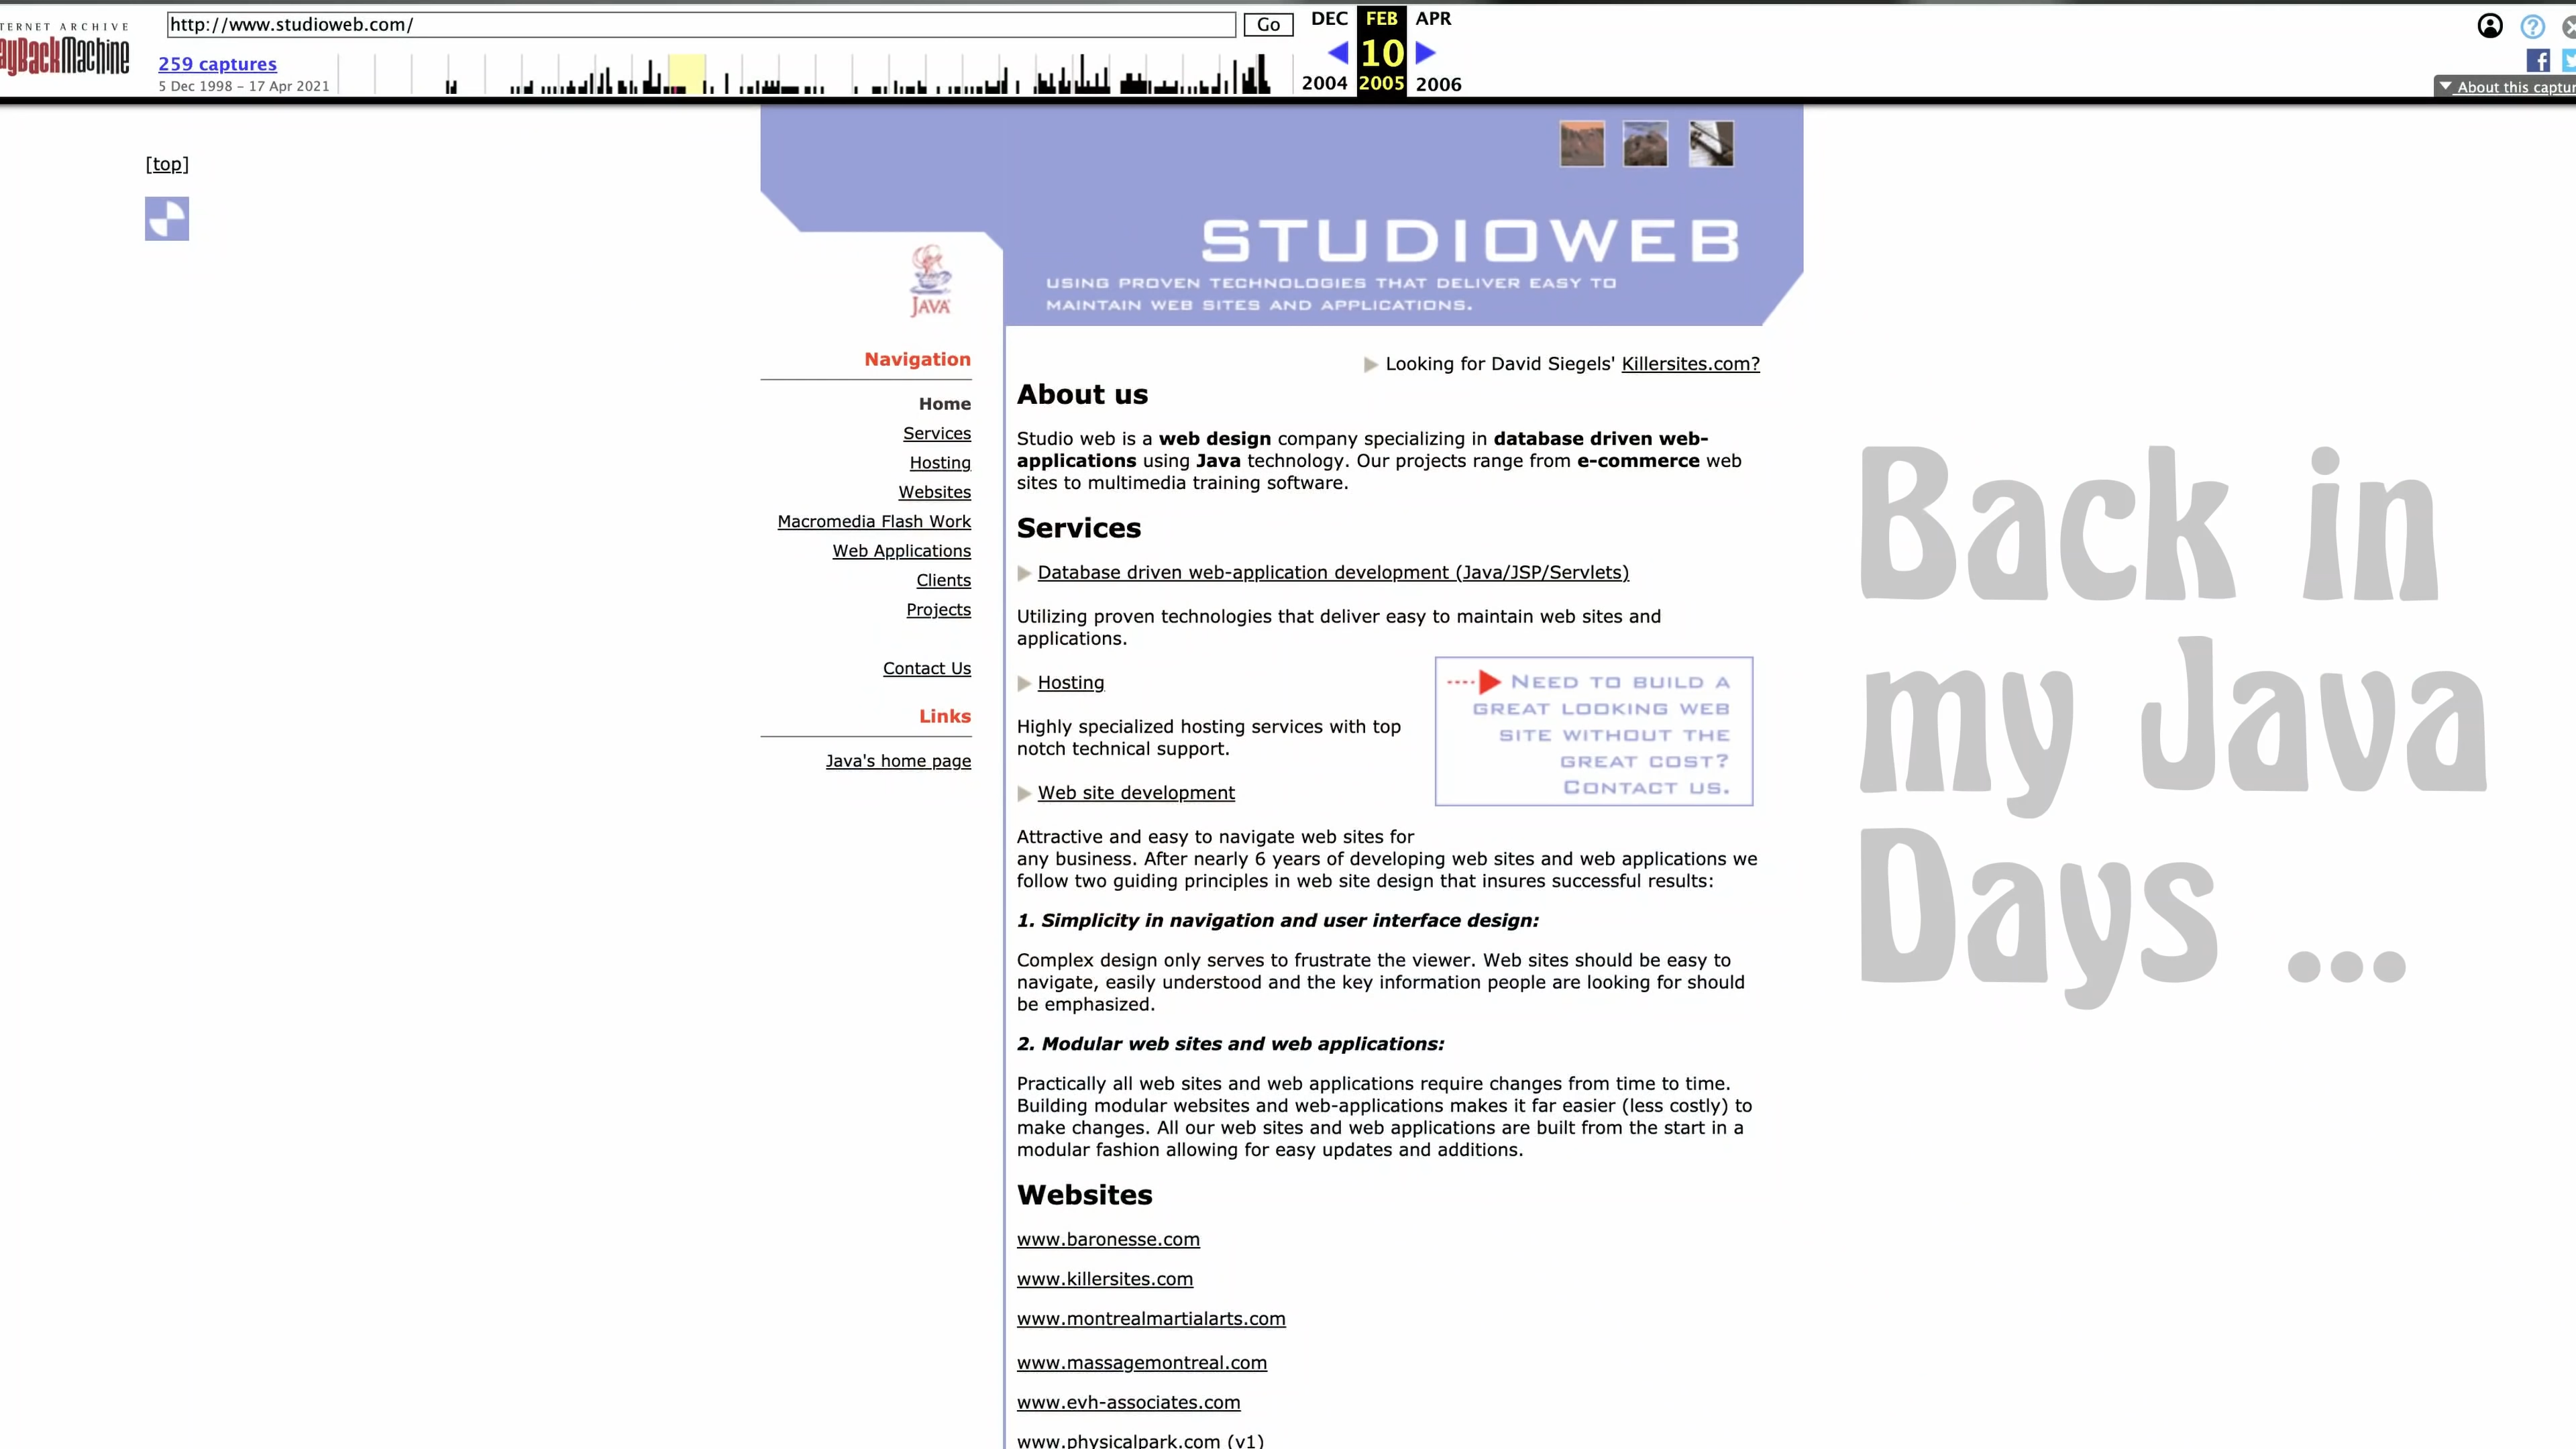 TERNET ARCHIVE
ayBackMachine
http://www.studioweb.com/
Go
DEC FEB APR
10
2004 2005 2006
259 captures
5 Dec 1998 – 17 Apr 2021
f
About this captur
[top]
STUDIOWEB
USING PROVEN TECHNOLOGIES THAT DELIVER EASY TO
MAINTAIN WEB SITES AND APPLICATIONS.
JAVA
Navigation
Home
Services
Hosting
Websites
Macromedia Flash Work
Web Applications
Clients
Projects
Contact Us
Links
Java's home page
Looking for David Siegels' Killersites.com?
About us
Studio web is a web design company specializing in database driven web-
applications using Java technology. Our projects range from e-commerce web
sites to multimedia training software.
Services
Database driven web-application development (Java/JSP/Servlets)
Utilizing proven technologies that deliver easy to maintain web sites and
applications.
Hosting
Highly specialized hosting services with top
notch technical support.
NEED TO BUILD A
GREAT LOOKING WEB
SITE WITHOUT THE
GREAT COST?
CONTACT US.
Web site development
Attractive and easy to navigate web sites for
any business. After nearly 6 years of developing web sites and web applications we
follow two guiding principles in web site design that insures successful results:
1. Simplicity in navigation and user interface design:
Complex design only serves to frustrate the viewer. Web sites should be easy to
navigate, easily understood and the key information people are looking for should
be emphasized.
2. Modular web sites and web applications:
Practically all web sites and web applications require changes from time to time.
Building modular websites and web-applications makes it far easier (less costly) to
make changes. All our web sites and web applications are built from the start in a
modular fashion allowing for easy updates and additions.
Websites
www.baronesse.com
www.killersites.com
www.montrealmartialarts.com
www.massagemontreal.com
www.evh-associates.com
www.physicalpark.com (v1)
Back in
my Java
Days ...